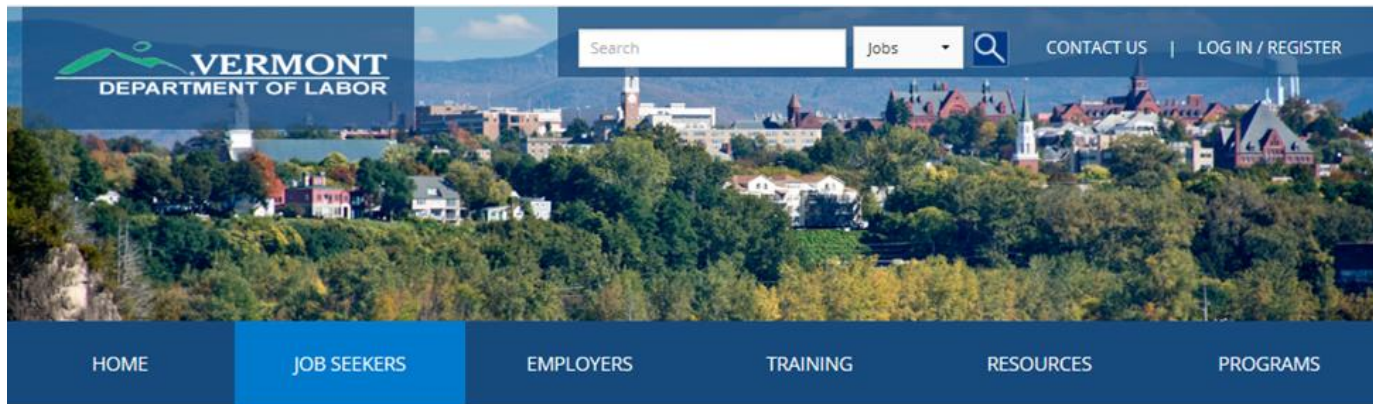 VERMONT
DEPARTMENT OF LABOR
Search
Jobs
CONTACT US | LOG IN / REGISTER
HOME
JOB SEEKERS
EMPLOYERS
TRAINING
RESOURCES
PROGRAMS